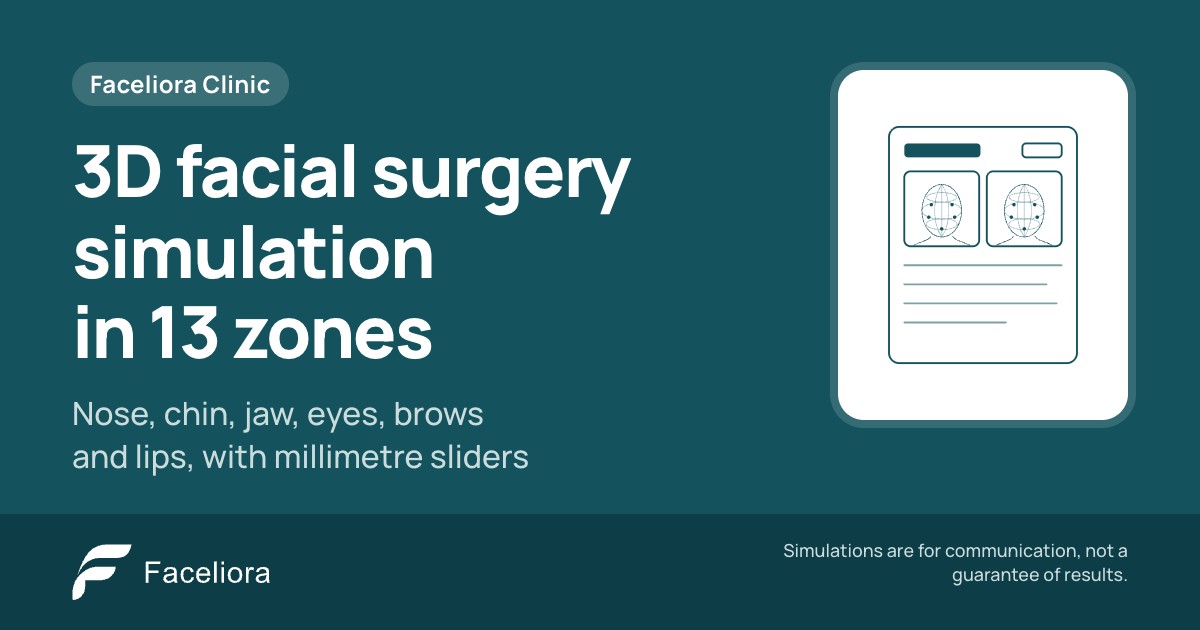 Faceliora Clinic
3D facial surgery
simulation
in 13 zones
Nose, chin, jaw, eyes, brows
and lips, with millimetre sliders
Faceliora
Simulations are for communication, not a
guarantee of results.